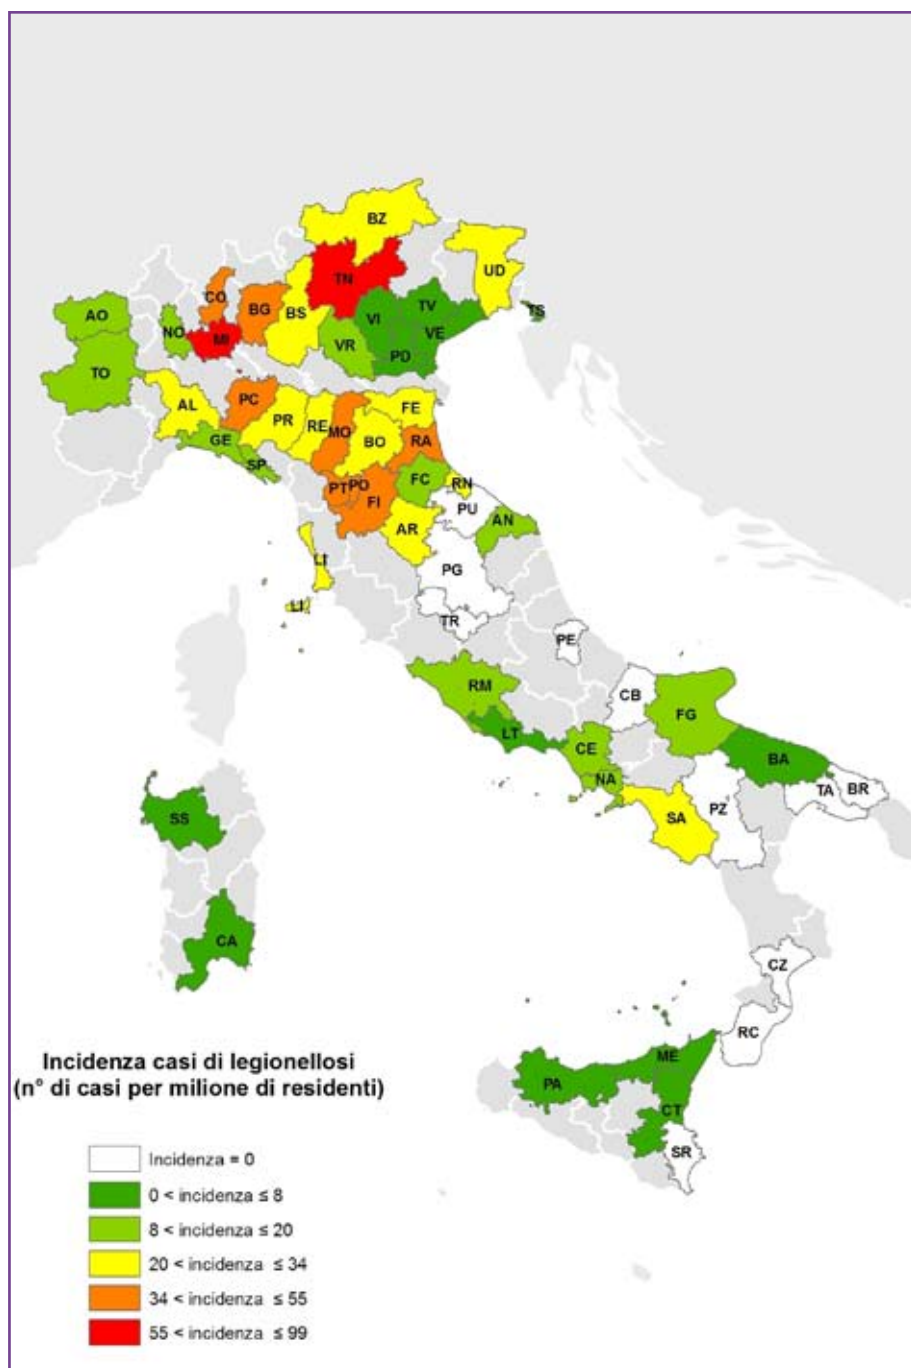 BZ
UD
TN
CO
BG
BS
TS
AO
NO
MI
VI
TV
VE
VR
PD
TO
AL
PC
PR
RE
MO
FE
BO
RA
GE
SP
PT
PO
FI
FC
RN
PU
AN
AR
LI
PG
LI
TR
PE
RM
CB
FG
LT
CE
BA
NA
TA
BR
SA
PZ
SS
CA
CZ
RC
ME
PA
CT
SR
Incidenza casi di legionellosi
(n° di casi per milione di residenti)
Incidenza = 0
0 < incidenza ≤ 8
8 < incidenza ≤ 20
20 < incidenza ≤ 34
34 < incidenza ≤ 55
55 < incidenza ≤ 99